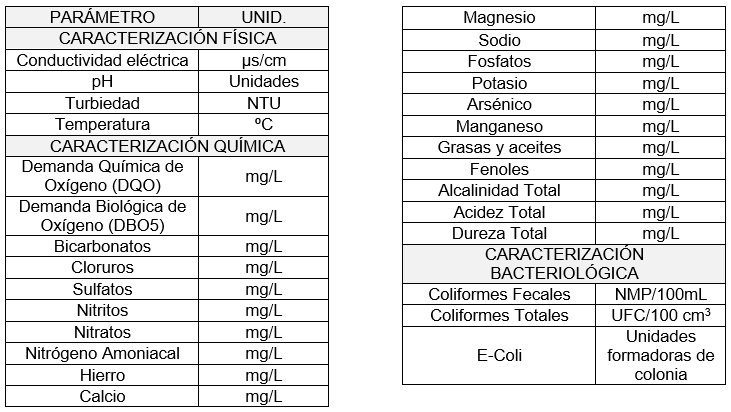 PARÁMETRO UNID.
CARACTERIZACIÓN FÍSICA
Conductividad eléctrica µs/cm
pH Unidades
Turbiedad NTU
Temperatura ºC
CARACTERIZACIÓN QUÍMICA
Demanda Química de
Oxígeno (DQO) mg/L
Demanda Biológica de
Oxígeno (DBO5) mg/L
Bicarbonatos mg/L
Cloruros mg/L
Sulfatos mg/L
Nitritos mg/L
Nitratos mg/L
Nitrógeno Amoniacal mg/L
Hierro mg/L
Calcio mg/L
Magnesio mg/L
Sodio mg/L
Fosfatos mg/L
Potasio mg/L
Arsénico mg/L
Manganeso mg/L
Grasas y aceites mg/L
Fenoles mg/L
Alcalinidad Total mg/L
Acidez Total mg/L
Dureza Total mg/L
CARACTERIZACIÓN
BACTERIOLÓGICA
Coliformes Fecales NMP/100mL
Coliformes Totales UFC/100 cm³
E-Coli Unidades
formadoras de
colonia